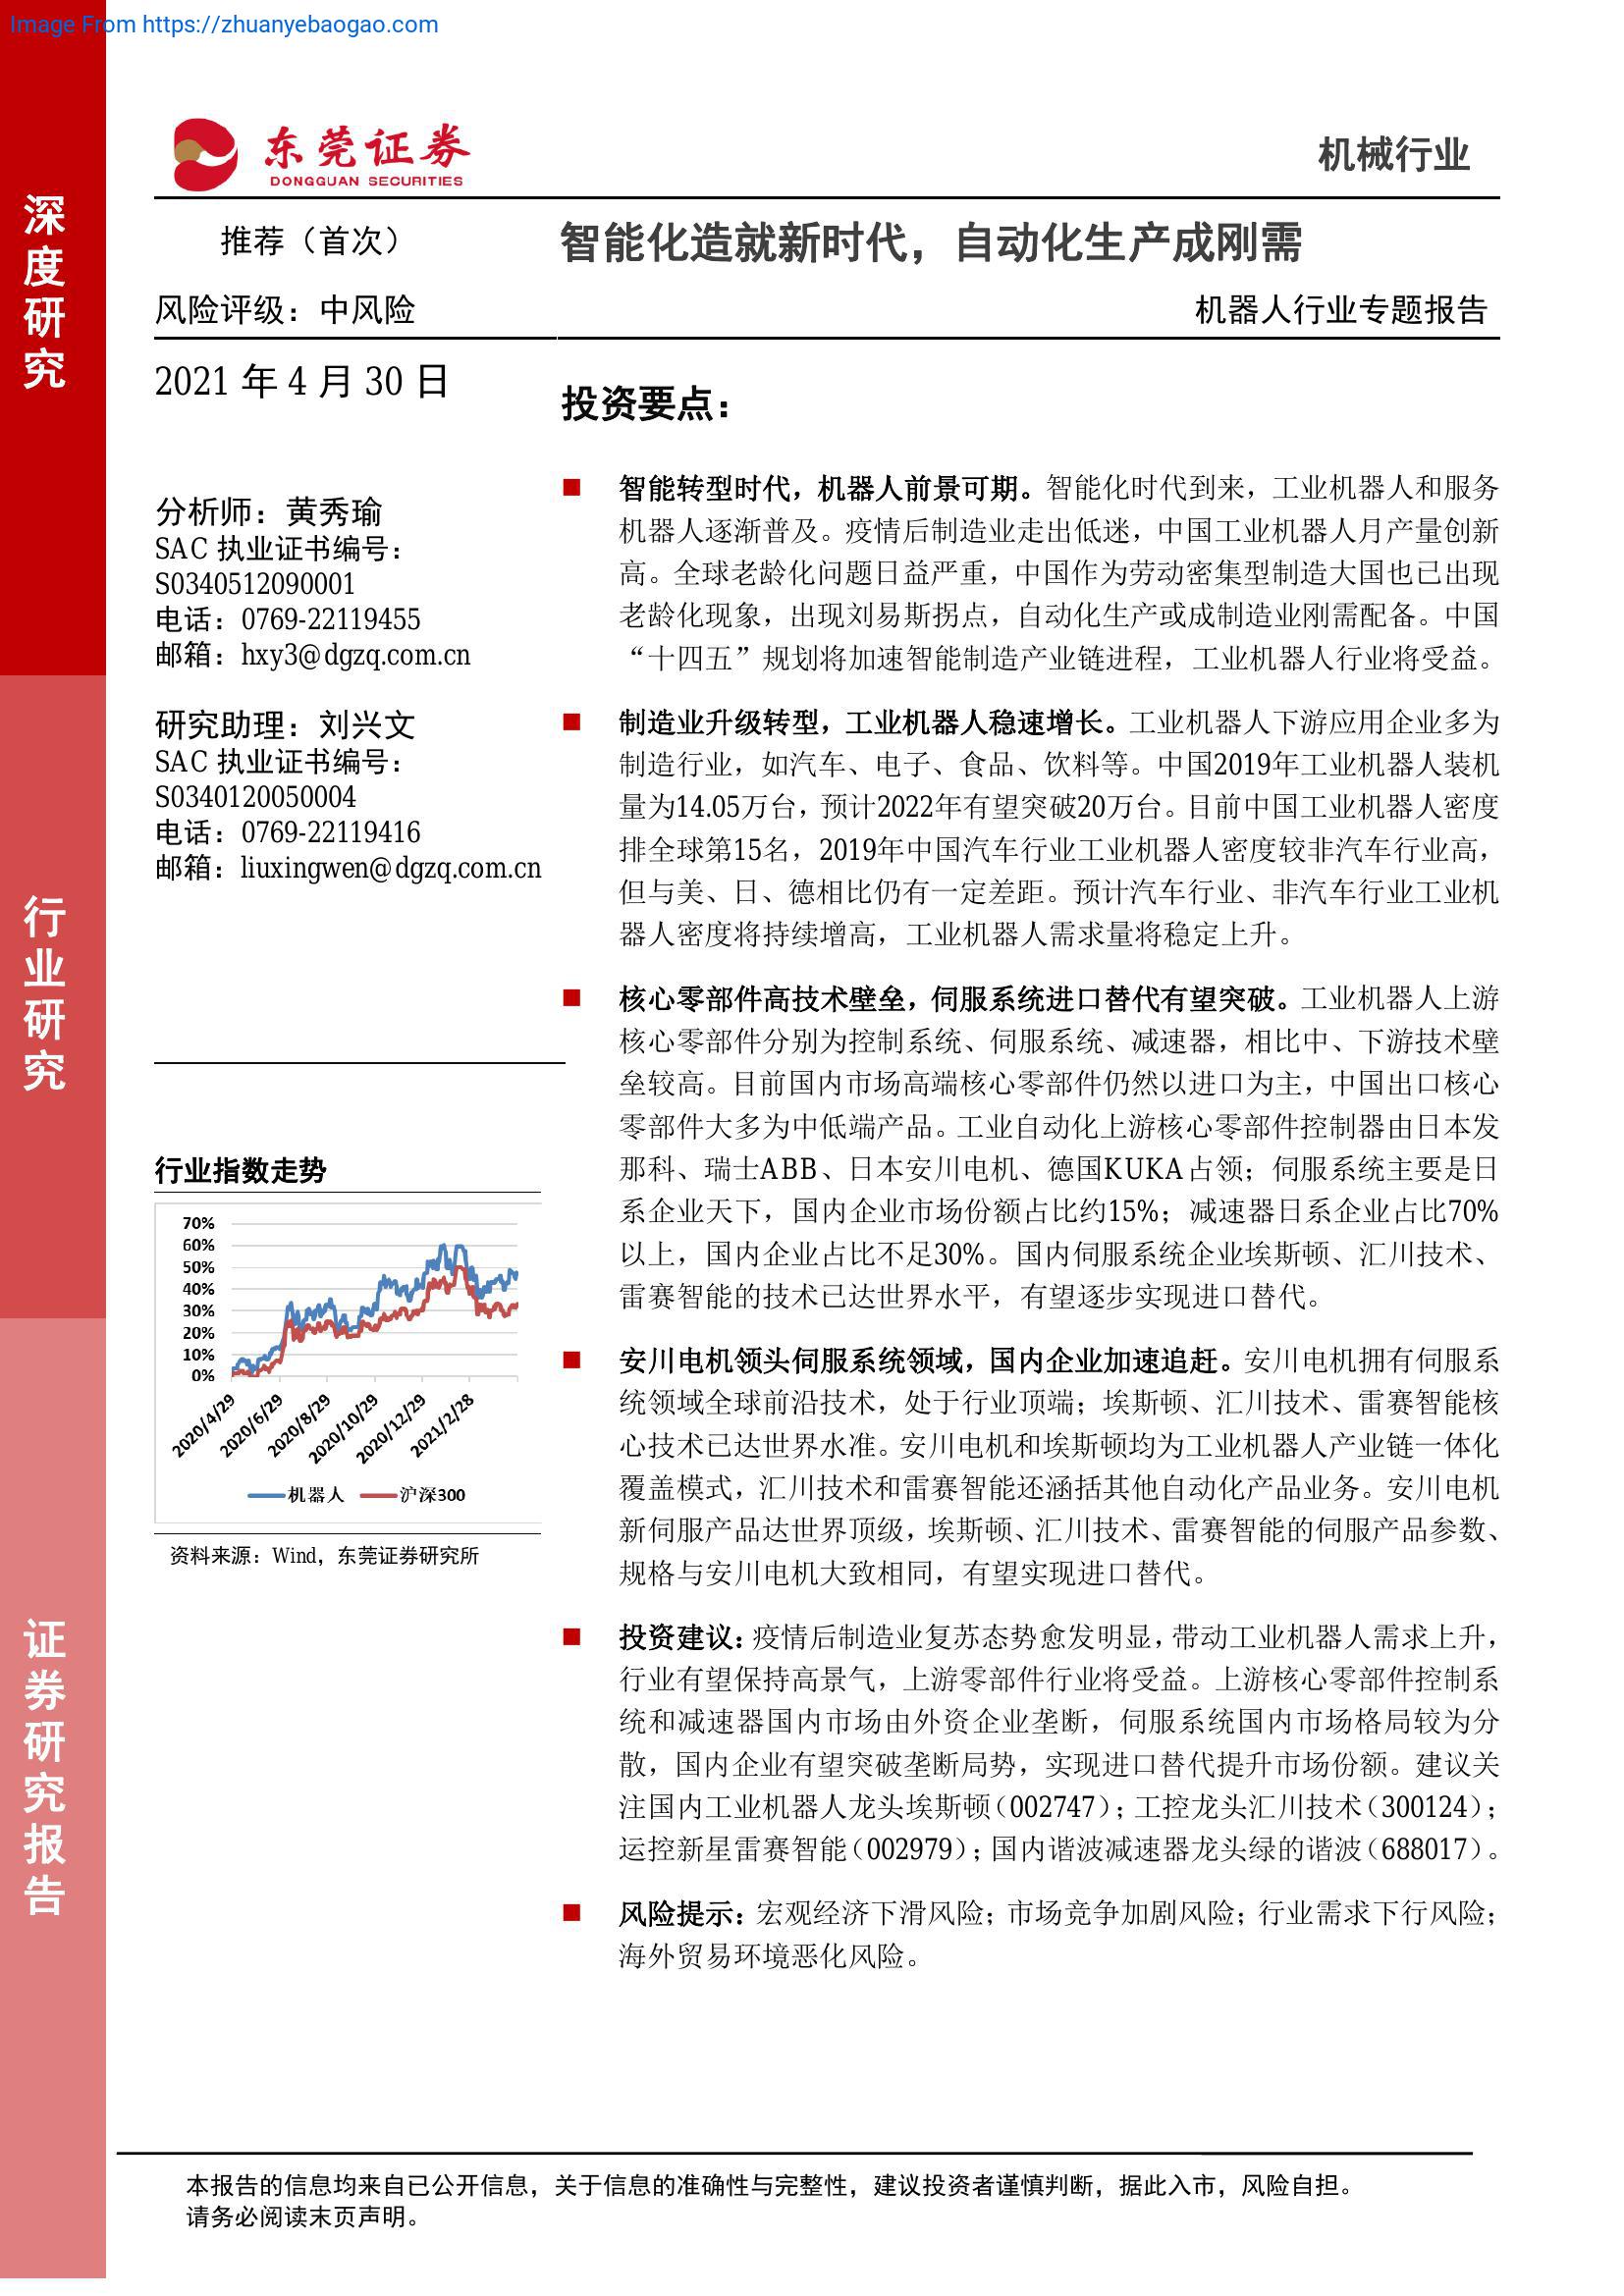 Image From https://zhuanyebaogao.com
东莞证券
DONGGUAN SECURITIES
机械行业
深度研究
行业研究
证券研究报告
推荐（首次）
风险评级：中风险
智能化造就新时代，自动化生产成刚需
机器人行业专题报告
2021 年 4 月 30 日
分析师：黄秀瑜
SAC 执业证书编号：
S0340512090001
电话：0769-22119455
邮箱：hxy3@dgzq.com.cn
研究助理：刘兴文
SAC 执业证书编号：
S0340120050004
电话：0769-22119416
邮箱：liuxingwen@dgzq.com.cn
行业指数走势
70%
60%
50%
40%
30%
20%
10%
0%
2020/4/29
2020/6/29
2020/8/29
2020/10/29
2020/12/29
2021/2/28
机器人 沪深300
资料来源：Wind，东莞证券研究所
投资要点：
■ 智能转型时代，机器人前景可期。智能化时代到来，工业机器人和服务
机器人逐渐普及。疫情后制造业走出低迷，中国工业机器人月产量创新
高。全球老龄化问题日益严重，中国作为劳动密集型制造大国也已出现
老龄化现象，出现刘易斯拐点，自动化生产或成制造业刚需配备。中国
“十四五”规划将加速智能制造产业链进程，工业机器人行业将受益。
■ 制造业升级转型，工业机器人稳速增长。工业机器人下游应用企业多为
制造行业，如汽车、电子、食品、饮料等。中国2019年工业机器人装机
量为14.05万台，预计2022年有望突破20万台。目前中国工业机器人密度
排全球第15名，2019年中国汽车行业工业机器人密度较非汽车行业高，
但与美、日、德相比仍有一定差距。预计汽车行业、非汽车行业工业机
器人密度将持续增高，工业机器人需求量将稳定上升。
■ 核心零部件高技术壁垒，伺服系统进口替代有望突破。工业机器人上游
核心零部件分别为控制系统、伺服系统、减速器，相比中、下游技术壁
垒较高。目前国内市场高端核心零部件仍然以进口为主，中国出口核心
零部件大多为中低端产品。工业自动化上游核心零部件控制器由日本发
那科、瑞士ABB、日本安川电机、德国KUKA占领；伺服系统主要是日
系企业天下，国内企业市场份额占比约15%；减速器日系企业占比70%
以上，国内企业占比不足30%。国内伺服系统企业埃斯顿、汇川技术、
雷赛智能的技术已达世界水平，有望逐步实现进口替代。
■ 安川电机领头伺服系统领域，国内企业加速追赶。安川电机拥有伺服系
统领域全球前沿技术，处于行业顶端；埃斯顿、汇川技术、雷赛智能核
心技术已达世界水准。安川电机和埃斯顿均为工业机器人产业链一体化
覆盖模式，汇川技术和雷赛智能还涵括其他自动化产品业务。安川电机
新伺服产品达世界顶级，埃斯顿、汇川技术、雷赛智能的伺服产品参数、
规格与安川电机大致相同，有望实现进口替代。
■ 投资建议：疫情后制造业复苏态势愈发明显，带动工业机器人需求上升，
行业有望保持高景气，上游零部件行业将受益。上游核心零部件控制系
统和减速器国内市场由外资企业垄断，伺服系统国内市场格局较为分
散，国内企业有望突破垄断局势，实现进口替代提升市场份额。建议关
注国内工业机器人龙头埃斯顿（002747）；工控龙头汇川技术（300124）；
运控新星雷赛智能（002979）；国内谐波减速器龙头绿的谐波（688017）。
■ 风险提示：宏观经济下滑风险；市场竞争加剧风险；行业需求下行风险；
海外贸易环境恶化风险。
本报告的信息均来自已公开信息，关于信息的准确性与完整性，建议投资者谨慎判断，据此入市，风险自担。
请务必阅读末页声明。